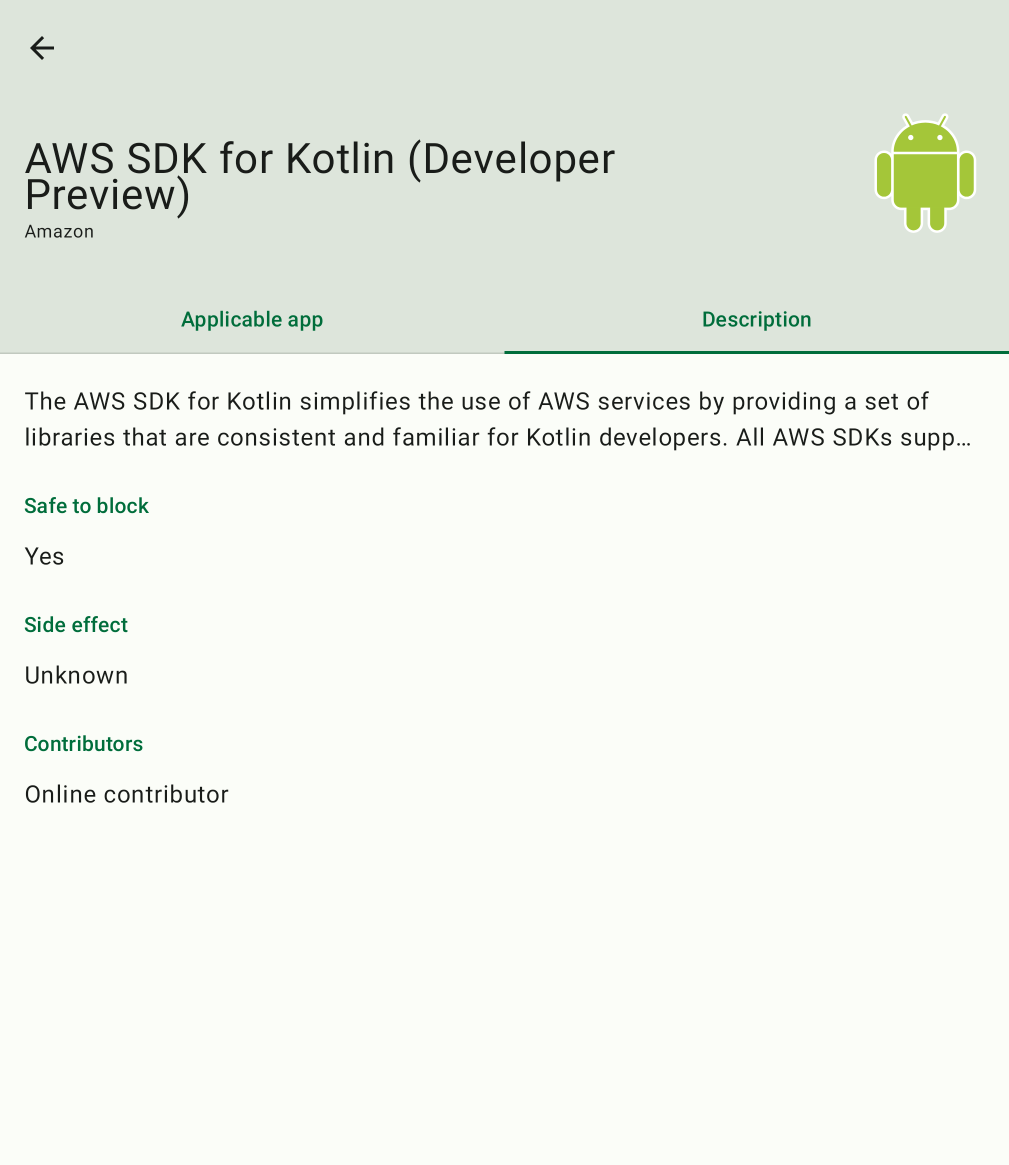 AWS SDK for Kotlin (Developer
Preview)
Amazon
Applicable app
Description
The AWS SDK for Kotlin simplifies the use of AWS services by providing a set of
libraries that are consistent and familiar for Kotlin developers. All AWS SDKs supp…
Safe to block
Yes
Side effect
Unknown
Contributors
Online contributor